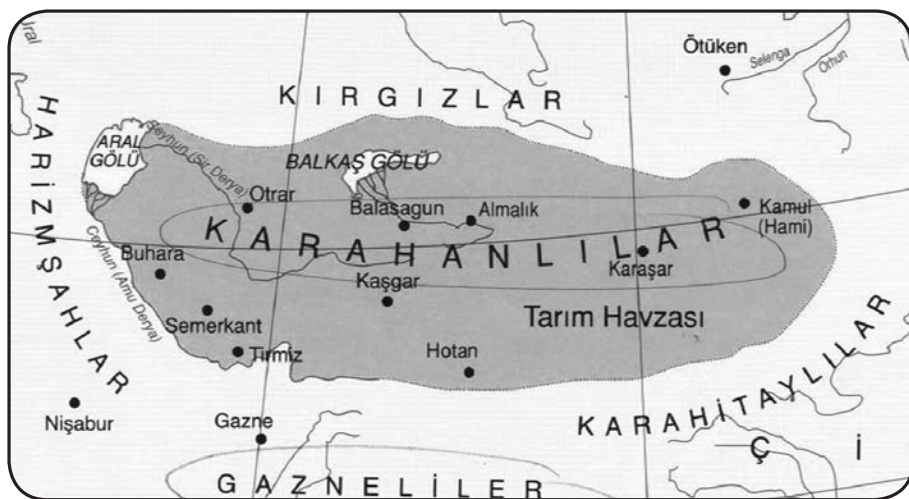 Ural
Ötüken
Selenga
Orhun
KIRGIZLAR
HARİZMŞAHLAR
ARAL
GÖLÜ
Seyhun (Sir Derya)
BALKAŞ GÖLÜ
Otrar
Balasagun
Almalık
Kamul
(Hami)
KARAHANLILAR
Ceyhun (Amu Derya)
Buhara
Kaşgar
Karaşar
Semerkant
Tarım Havzası
Tirmiz
Hotan
Nişabur
Gazne
KARAHİTAYLILAR
Ç İ
GAZNELİLER